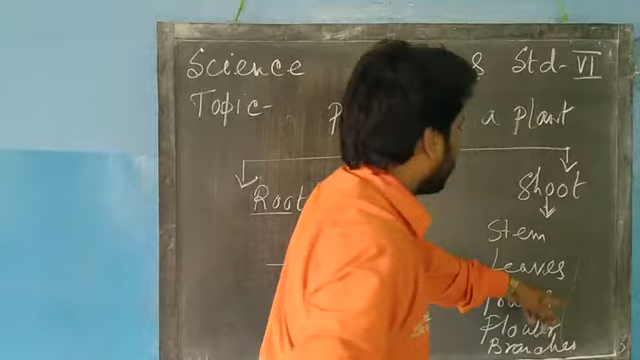 Science & Std-VI
Topic- a plant
Root Shoot
Stem
Leaves
Flower
Branches